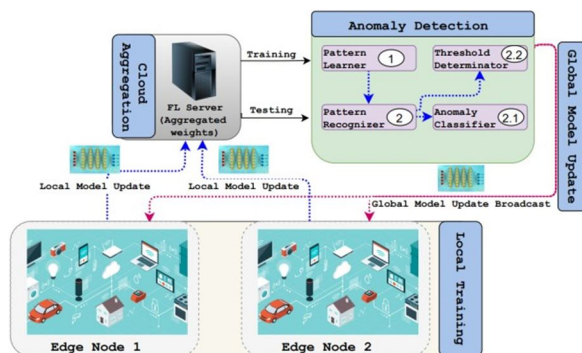 Anomaly Detection
Training
Pattern
Learner
1
Threshold
Determinator
2.2
Cloud
Aggregation
FL Server
(Aggregated
weights)
Testing
Pattern
Recognizer
2
Anomaly
Classifier
2.1
Global Model
Update
Local Model Update
Local Model Update
Global Model Update Broadcast
Local
Training
Edge Node 1
Edge Node 2